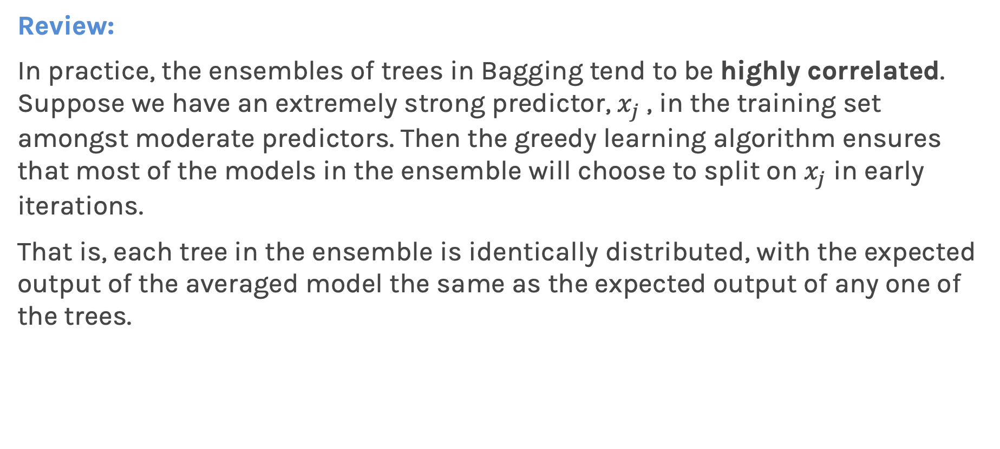 Review:
In practice, the ensembles of trees in Bagging tend to be highly correlated.
Suppose we have an extremely strong predictor, xⱼ , in the training set
amongst moderate predictors. Then the greedy learning algorithm ensures
that most of the models in the ensemble will choose to split on xⱼ in early
iterations.
That is, each tree in the ensemble is identically distributed, with the expected
output of the averaged model the same as the expected output of any one of
the trees.